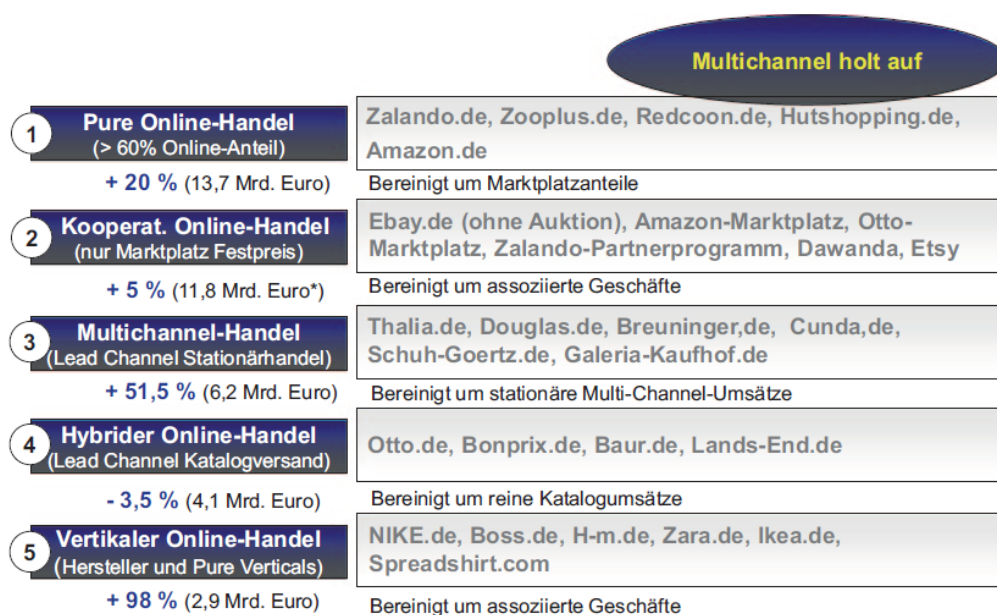 Multichannel holt auf
1
Pure Online-Handel
(> 60% Online-Anteil)
Zalando.de, Zooplus.de, Redcoon.de, Hutshopping.de,
Amazon.de
+ 20 % (13,7 Mrd. Euro)
Bereinigt um Marktplatzanteile
2
Kooperat. Online-Handel
(nur Marktplatz Festpreis)
Ebay.de (ohne Auktion), Amazon-Marktplatz, Otto-
Marktplatz, Zalando-Partnerprogramm, Dawanda, Etsy
+ 5 % (11,8 Mrd. Euro*)
Bereinigt um assoziierte Geschäfte
3
Multichannel-Handel
(Lead Channel Stationärhandel)
Thalia.de, Douglas.de, Breuninger,de, Cunda,de,
Schuh-Goertz.de, Galeria-Kaufhof.de
+ 51,5 % (6,2 Mrd. Euro)
Bereinigt um stationäre Multi-Channel-Umsätze
4
Hybrider Online-Handel
(Lead Channel Katalogversand)
Otto.de, Bonprix.de, Baur.de, Lands-End.de
- 3,5 % (4,1 Mrd. Euro)
Bereinigt um reine Katalogumsätze
5
Vertikaler Online-Handel
(Hersteller und Pure Verticals)
NIKE.de, Boss.de, H-m.de, Zara.de, Ikea.de,
Spreadshirt.com
+ 98 % (2,9 Mrd. Euro)
Bereinigt um assoziierte Geschäfte